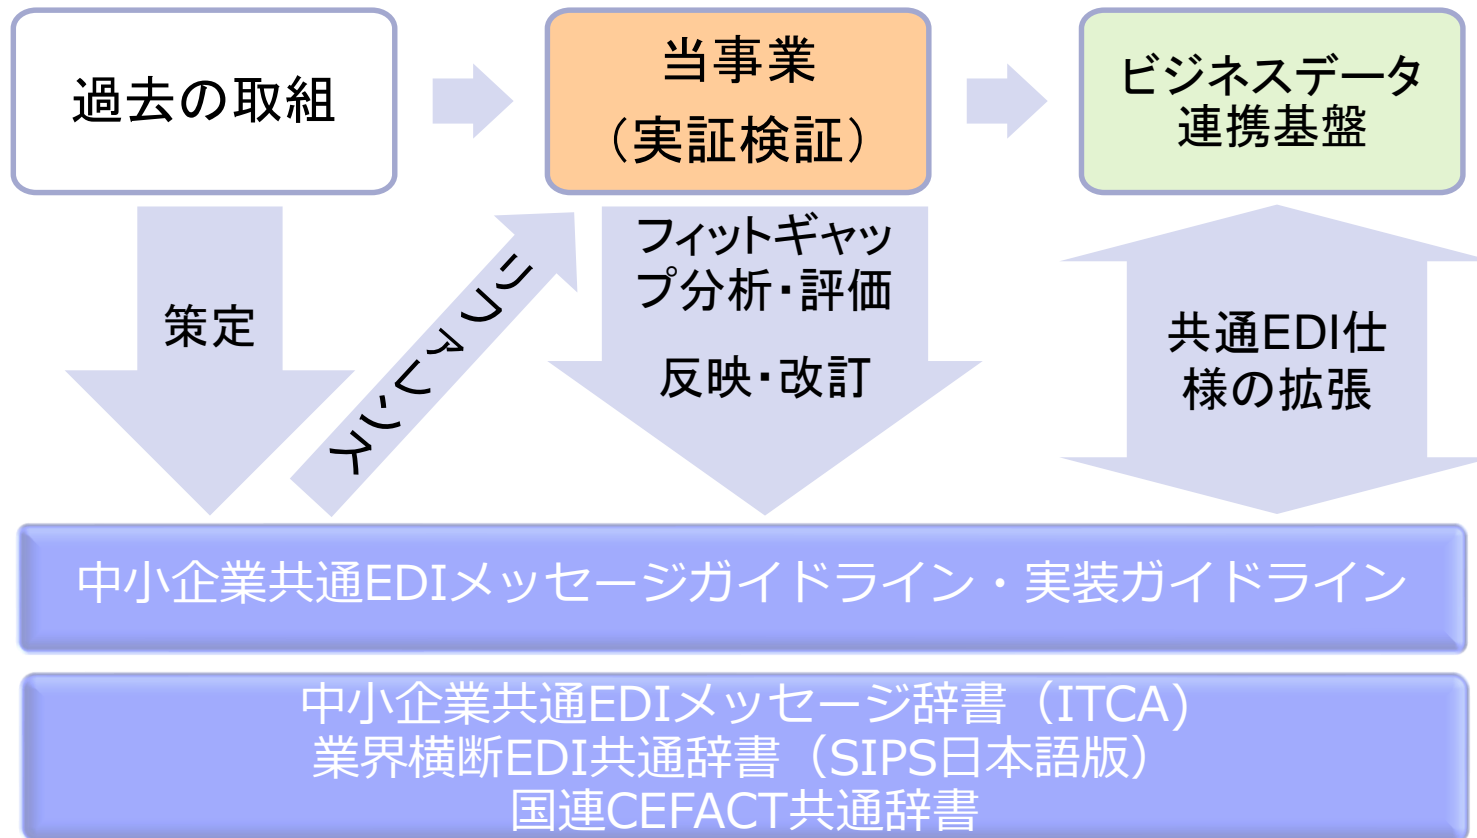 過去の取組
当事業
（実証検証）
ビジネスデータ
連携基盤
策定
リファレンス
フィットギャッ
プ分析・評価
反映・改訂
共通EDI仕
様の拡張
中小企業共通EDIメッセージガイドライン・実装ガイドライン
中小企業共通EDIメッセージ辞書（ITCA)
業界横断EDI共通辞書（SIPS日本語版）
国連CEFACT共通辞書